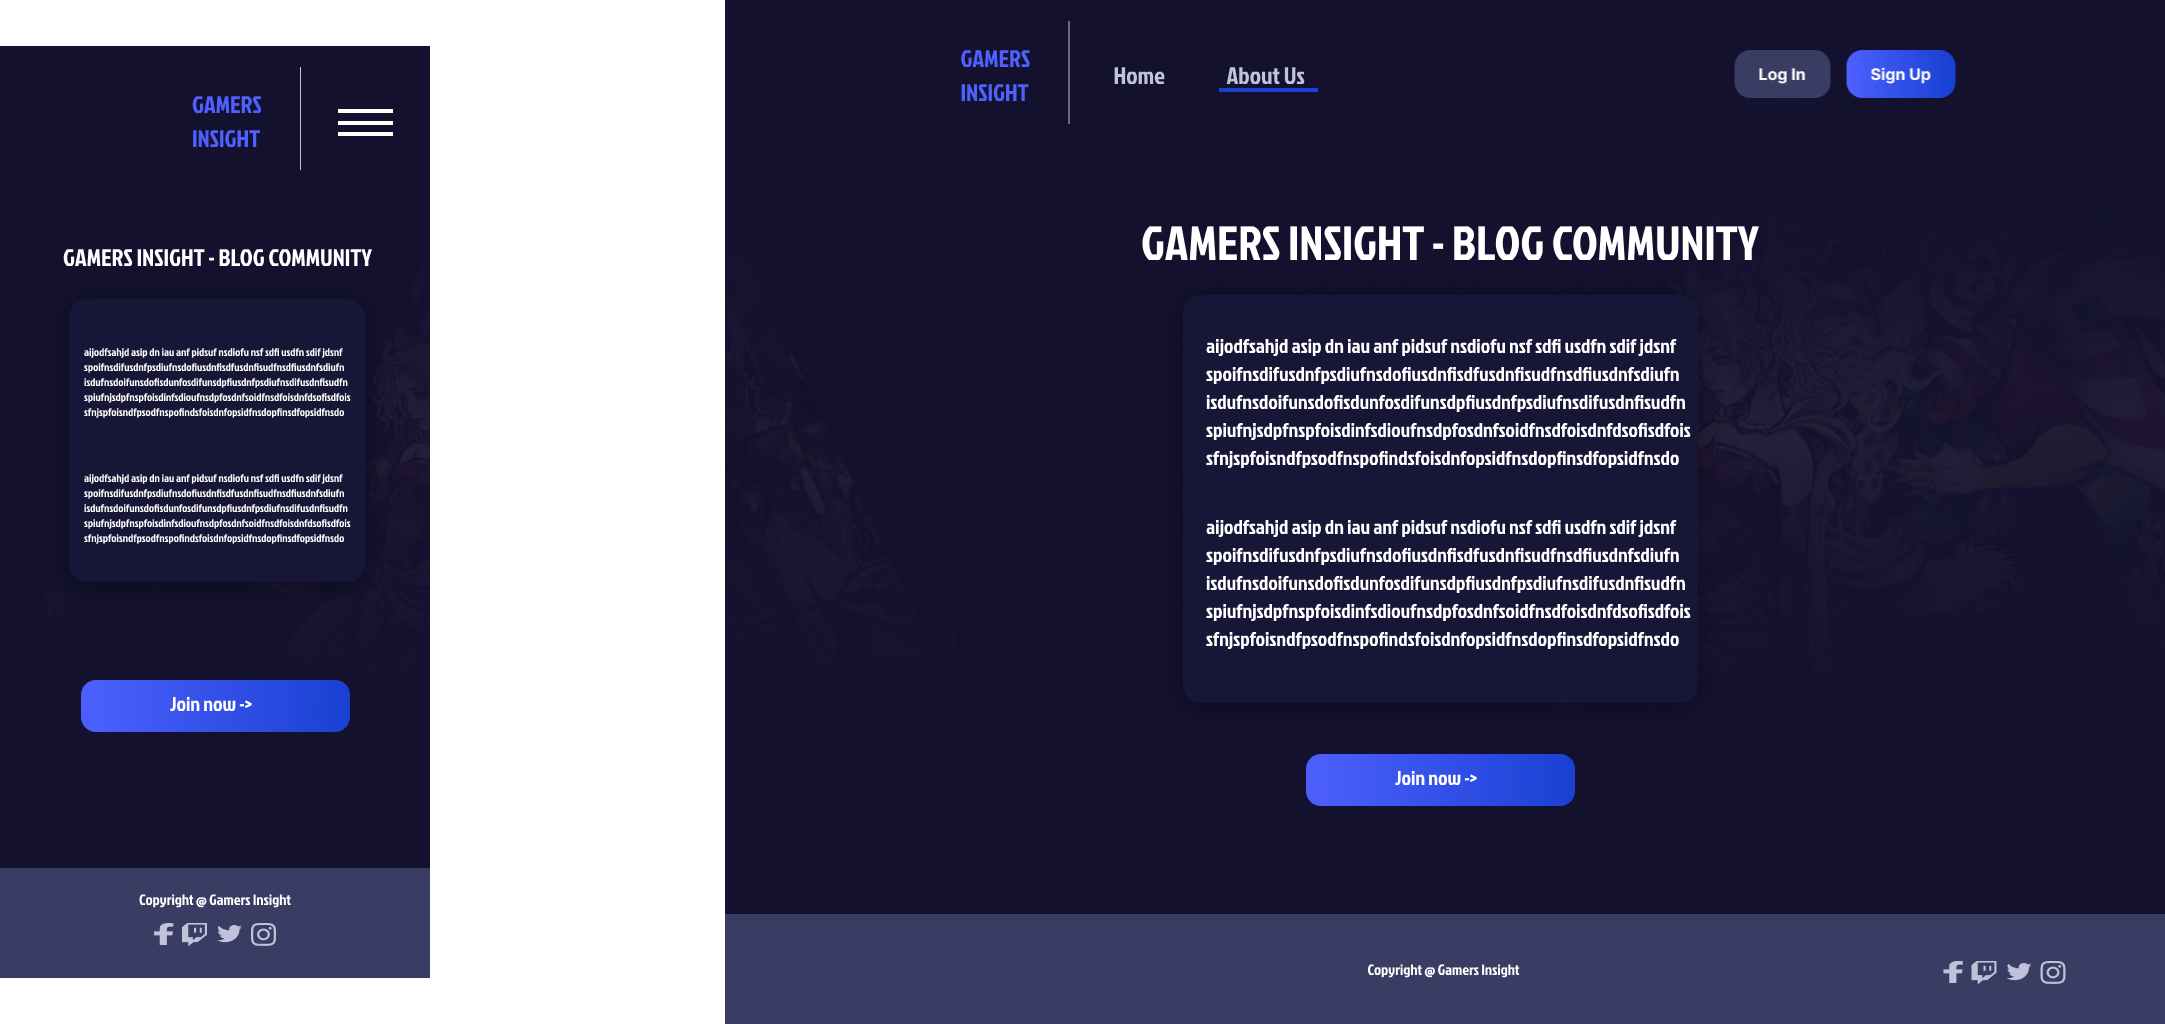 GAMERS
INSIGHT
GAMERS INSIGHT - BLOG COMMUNITY
aijodfsahjd asip dn iau anf pidsuf nsdiofu nsf sdfi usdfn sdif jdsnf
spoifnsdifusdnfpsdiufnsdofiusdnfisdfusdnfisudfnsdfiusdnfsdiufn
isdufnsdoifunsdofisdunfosdifunsdpfiusdnfpsdiufnsdifusdnfisudfn
spiufnjsdpfnspfoisdinfsdioufnsdpfosdnfsoidfnsdfoisdnfdsofisdfois
sfnjspfoisndfpsodfnspofindsfoisdnfopsidfnsdopfinsdfopsidfnsdo
aijodfsahjd asip dn iau anf pidsuf nsdiofu nsf sdfi usdfn sdif jdsnf
spoifnsdifusdnfpsdiufnsdofiusdnfisdfusdnfisudfnsdfiusdnfsdiufn
isdufnsdoifunsdofisdunfosdifunsdpfiusdnfpsdiufnsdifusdnfisudfn
spiufnjsdpfnspfoisdinfsdioufnsdpfosdnfsoidfnsdfoisdnfdsofisdfois
sfnjspfoisndfpsodfnspofindsfoisdnfopsidfnsdopfinsdfopsidfnsdo
Join now ->
Copyright @ Gamers Insight
GAMERS
INSIGHT
Home
About Us
Log In
Sign Up
GAMERS INSIGHT - BLOG COMMUNITY
aijodfsahjd asip dn iau anf pidsuf nsdiofu nsf sdfi usdfn sdif jdsnf
spoifnsdifusdnfpsdiufnsdofiusdnfisdfusdnfisudfnsdfiusdnfsdiufn
isdufnsdoifunsdofisdunfosdifunsdpfiusdnfpsdiufnsdifusdnfisudfn
spiufnjsdpfnspfoisdinfsdioufnsdpfosdnfsoidfnsdfoisdnfdsofisdfois
sfnjspfoisndfpsodfnspofindsfoisdnfopsidfnsdopfinsdfopsidfnsdo
aijodfsahjd asip dn iau anf pidsuf nsdiofu nsf sdfi usdfn sdif jdsnf
spoifnsdifusdnfpsdiufnsdofiusdnfisdfusdnfisudfnsdfiusdnfsdiufn
isdufnsdoifunsdofisdunfosdifunsdpfiusdnfpsdiufnsdifusdnfisudfn
spiufnjsdpfnspfoisdinfsdioufnsdpfosdnfsoidfnsdfoisdnfdsofisdfois
sfnjspfoisndfpsodfnspofindsfoisdnfopsidfnsdopfinsdfopsidfnsdo
Join now ->
Copyright @ Gamers Insight